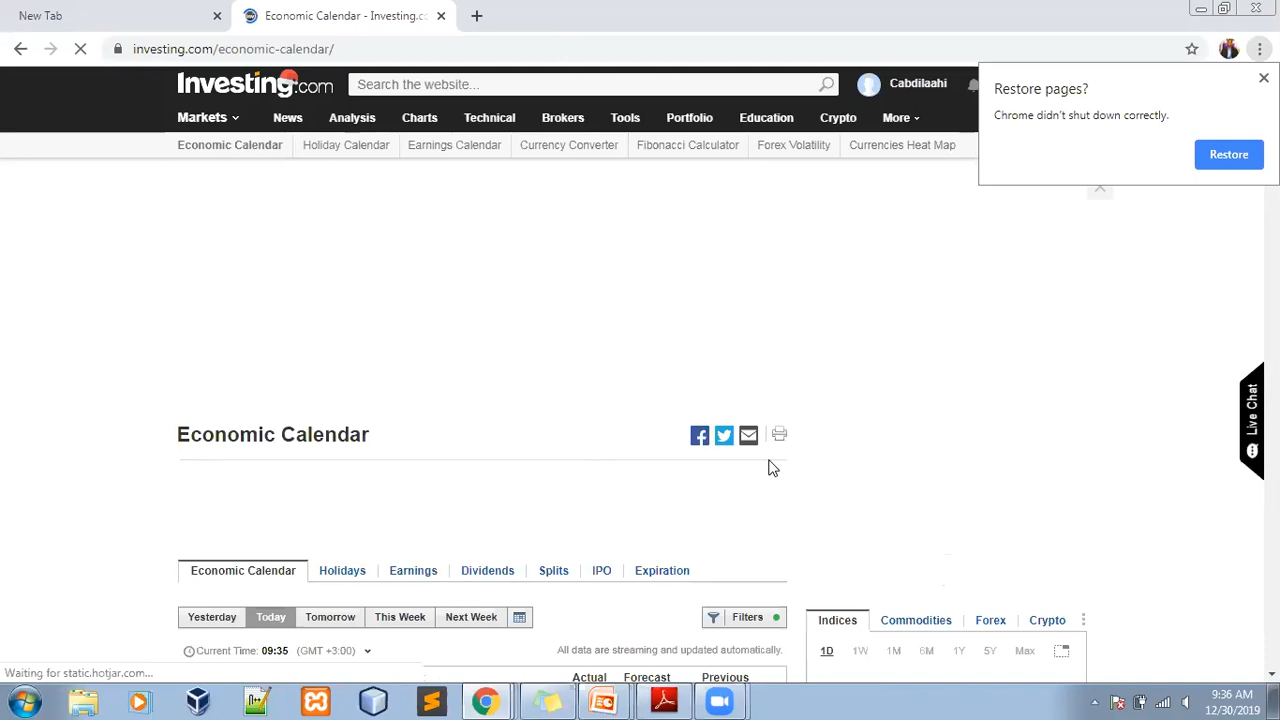 New Tab
Economic Calendar - Investing.cc
investing.com/economic-calendar/
Investing.com
Search the website...
Cabdilaahi
Restore pages?
Chrome didn't shut down correctly.
Restore
Markets News Analysis Charts Technical Brokers Tools Portfolio Education Crypto More
Economic Calendar Holiday Calendar Earnings Calendar Currency Converter Fibonacci Calculator Forex Volatility Currencies Heat Map
Live Chat
Economic Calendar
Economic Calendar Holidays Earnings Dividends Splits IPO Expiration
Yesterday Today Tomorrow This Week Next Week
Filters
Indices Commodities Forex Crypto
Current Time: 09:35 (GMT +3:00)
All data are streaming and updated automatically.
1D 1W 1M 6M 1Y 5Y Max
Waiting for static.hotjar.com...
Actual Forecast Previous
9:36 AM
12/30/2019